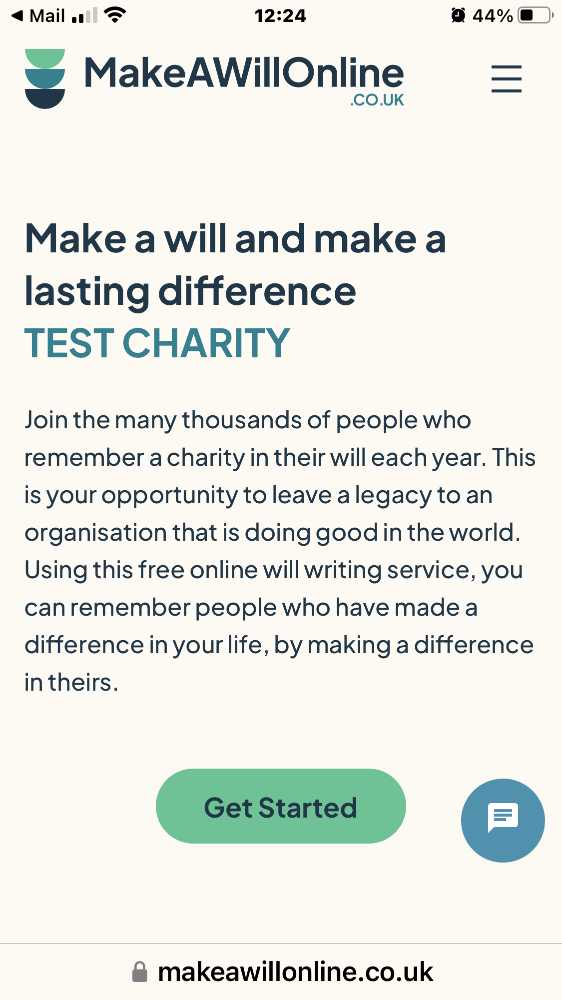 Mail 12:24 44%
MakeAWillOnline
.CO.UK
Make a will and make a
lasting difference
TEST CHARITY
Join the many thousands of people who
remember a charity in their will each year. This
is your opportunity to leave a legacy to an
organisation that is doing good in the world.
Using this free online will writing service, you
can remember people who have made a
difference in your life, by making a difference
in theirs.
Get Started
makeawillonline.co.uk